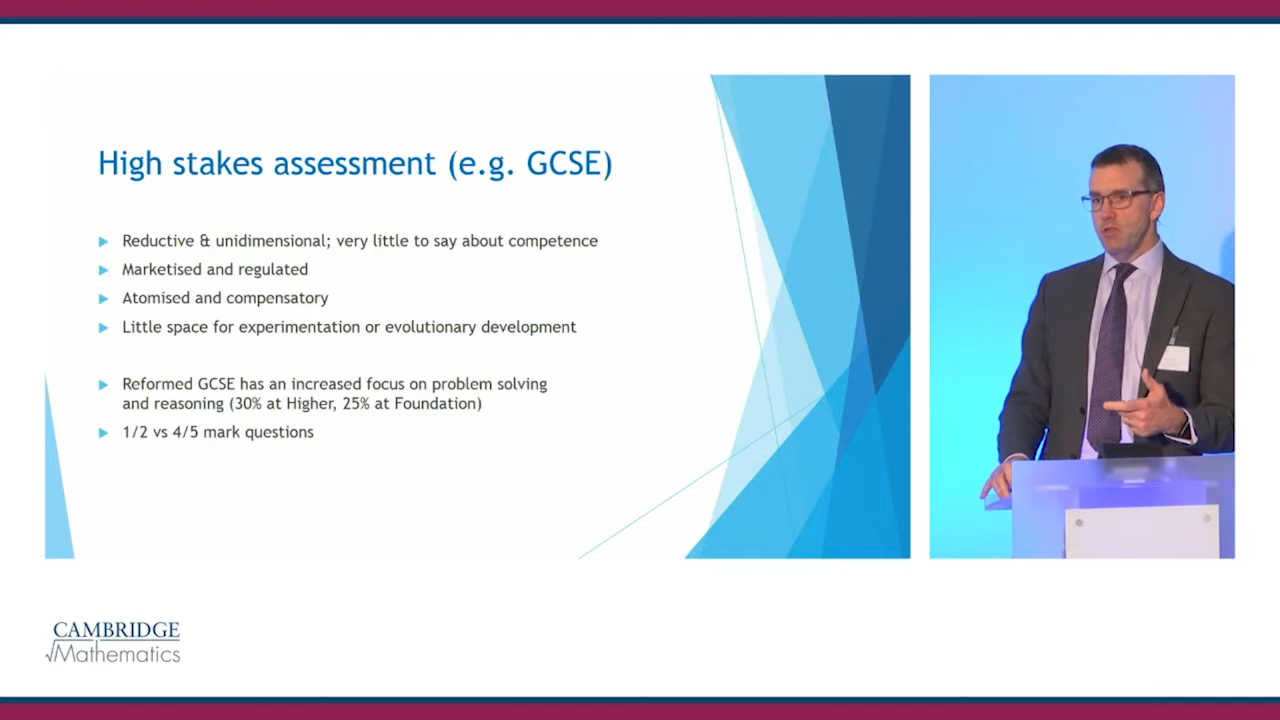 High stakes assessment (e.g. GCSE)
Reductive & unidimensional; very little to say about competence
Marketised and regulated
Atomised and compensatory
Little space for experimentation or evolutionary development
Reformed GCSE has an increased focus on problem solving
and reasoning (30% at Higher, 25% at Foundation)
1/2 vs 4/5 mark questions
CAMBRIDGE
Mathematics